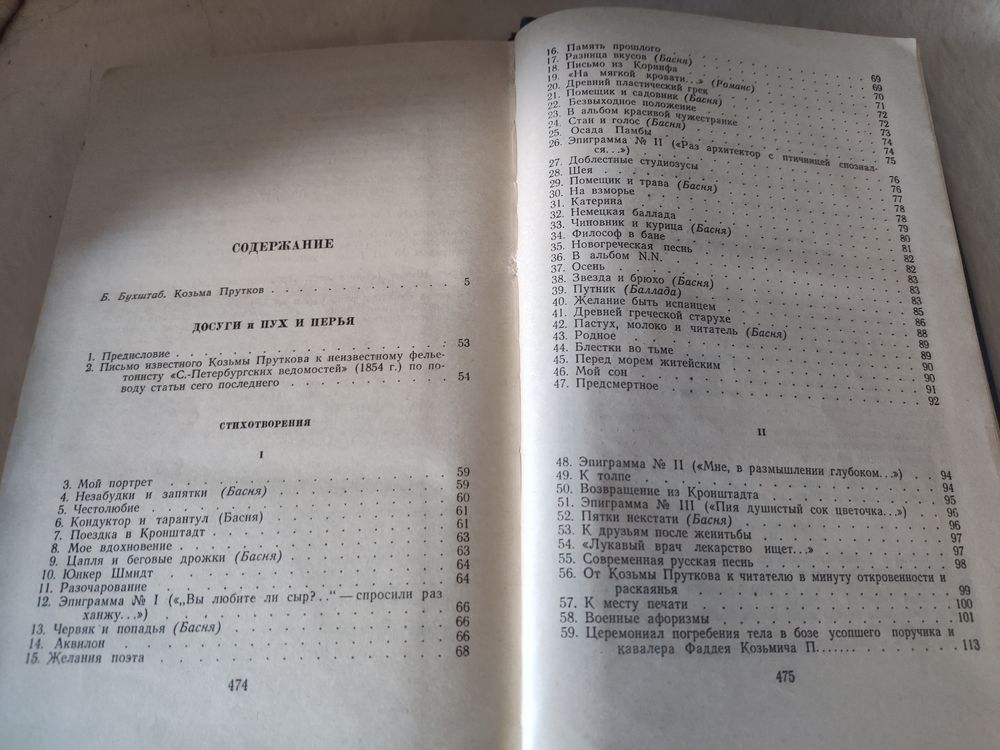 СОДЕРЖАНИЕ
Б. Бухштаб. Козьма Прутков . . . . . . . . . . . . 5
ДОСУГИ и ПУХ И ПЕРЬЯ
1. Предисловие . . . . . . . . . . . . . . . . . 53
2. Письмо известного Козьмы Пруткова к неизвестному фелье-
тонисту «С.-Петербургских ведомостей» (1854 г.) по по-
воду статьи сего последнего . . . . . . . . . . 54
СТИХОТВОРЕНИЯ
I
3. Мой портрет . . . . . . . . . . . . . . . 59
4. Незабудки и запятки (Басня) . . . . . . . . . 59
5. Честолюбие . . . . . . . . . . . . . . . 60
6. Кондуктор и тарантул (Басня) . . . . . . . . . 61
7. Поездка в Кронштадт . . . . . . . . . . . . 61
8. Мое вдохновение . . . . . . . . . . . . . 63
9. Цапля и беговые дрожки (Басня) . . . . . . . . 63
10. Юнкер Шмидт . . . . . . . . . . . . . . 64
11. Разочарование . . . . . . . . . . . . . . 64
12. Эпиграмма № I («„Вы любите ли сыр?..“ — спросили раз
ханжу...») . . . . . . . . . . . . . . 66
13. Червяк и попадья (Басня) . . . . . . . . . . 66
14. Аквилон . . . . . . . . . . . . . . . . 66
15. Желания поэта . . . . . . . . . . . . . . 68
474
16. Память прошлого . . . . . . . . . . . . . 69
17. Разница вкусов (Басня) . . . . . . . . . . . 69
18. Письмо из Коринфа . . . . . . . . . . . . 70
19. «На мягкой кровати...» (Романс) . . . . . . . . 71
20. Древний пластический грек . . . . . . . . . . 72
21. Помещик и садовник (Басня) . . . . . . . . . 72
22. Безвыходное положение . . . . . . . . . . . 73
23. В альбом красивой чужестранке . . . . . . . . 74
24. Стан и голос (Басня) . . . . . . . . . . . . 74
25. Осада Памбы . . . . . . . . . . . . . . 75
26. Эпиграмма № II («Раз архитектор с птичницей спознал-
ся...») . . . . . . . . . . . . . . . . 76
27. Доблестные студиозусы . . . . . . . . . . . 76
28. Шея . . . . . . . . . . . . . . . . . 77
29. Помещик и трава (Басня) . . . . . . . . . . 78
30. На взморье . . . . . . . . . . . . . . . 78
31. Катерина . . . . . . . . . . . . . . . . 79
32. Немецкая баллада . . . . . . . . . . . . . 80
33. Чиновник и курица (Басня) . . . . . . . . . . 81
34. Философ в бане . . . . . . . . . . . . . 82
35. Новогреческая песнь . . . . . . . . . . . . 82
36. В альбом N.N. . . . . . . . . . . . . . . 83
37. Осень . . . . . . . . . . . . . . . . . 83
38. Звезда и брюхо (Басня) . . . . . . . . . . . 83
39. Путник (Баллада) . . . . . . . . . . . . . 85
40. Желание быть испанцем . . . . . . . . . . . 86
41. Древней греческой старухе . . . . . . . . . . 88
42. Пастух, молоко и читатель (Басня) . . . . . . . 89
43. Родное . . . . . . . . . . . . . . . . 89
44. Блестки во тьме . . . . . . . . . . . . . 90
45. Перед морем житейским . . . . . . . . . . . 90
46. Мой сон . . . . . . . . . . . . . . . . 91
47. Предсмертное . . . . . . . . . . . . . . 92
II
48. Эпиграмма № II («Мне, в размышлении глубоком...») . . 94
49. К толпе . . . . . . . . . . . . . . . . 94
50. Возвращение из Кронштадта . . . . . . . . . 95
51. Эпиграмма № III («Пия душистый сок цветочка...») . . 96
52. Пятки некстати (Басня) . . . . . . . . . . . 96
53. К друзьям после женитьбы . . . . . . . . . . 97
54. «Лукавый врач лекарство ищет...» . . . . . . . 97
55. Современная русская песнь . . . . . . . . . . 98
56. От Козьмы Пруткова к читателю в минуту откровенности и
раскаянья . . . . . . . . . . . . . . 99
57. К месту печати . . . . . . . . . . . . . 100
58. Военные афоризмы . . . . . . . . . . . . 101
59. Церемониал погребения тела в бозе усопшего поручика и
кавалера Фаддея Козьмича П....... . . . . . . 113
475